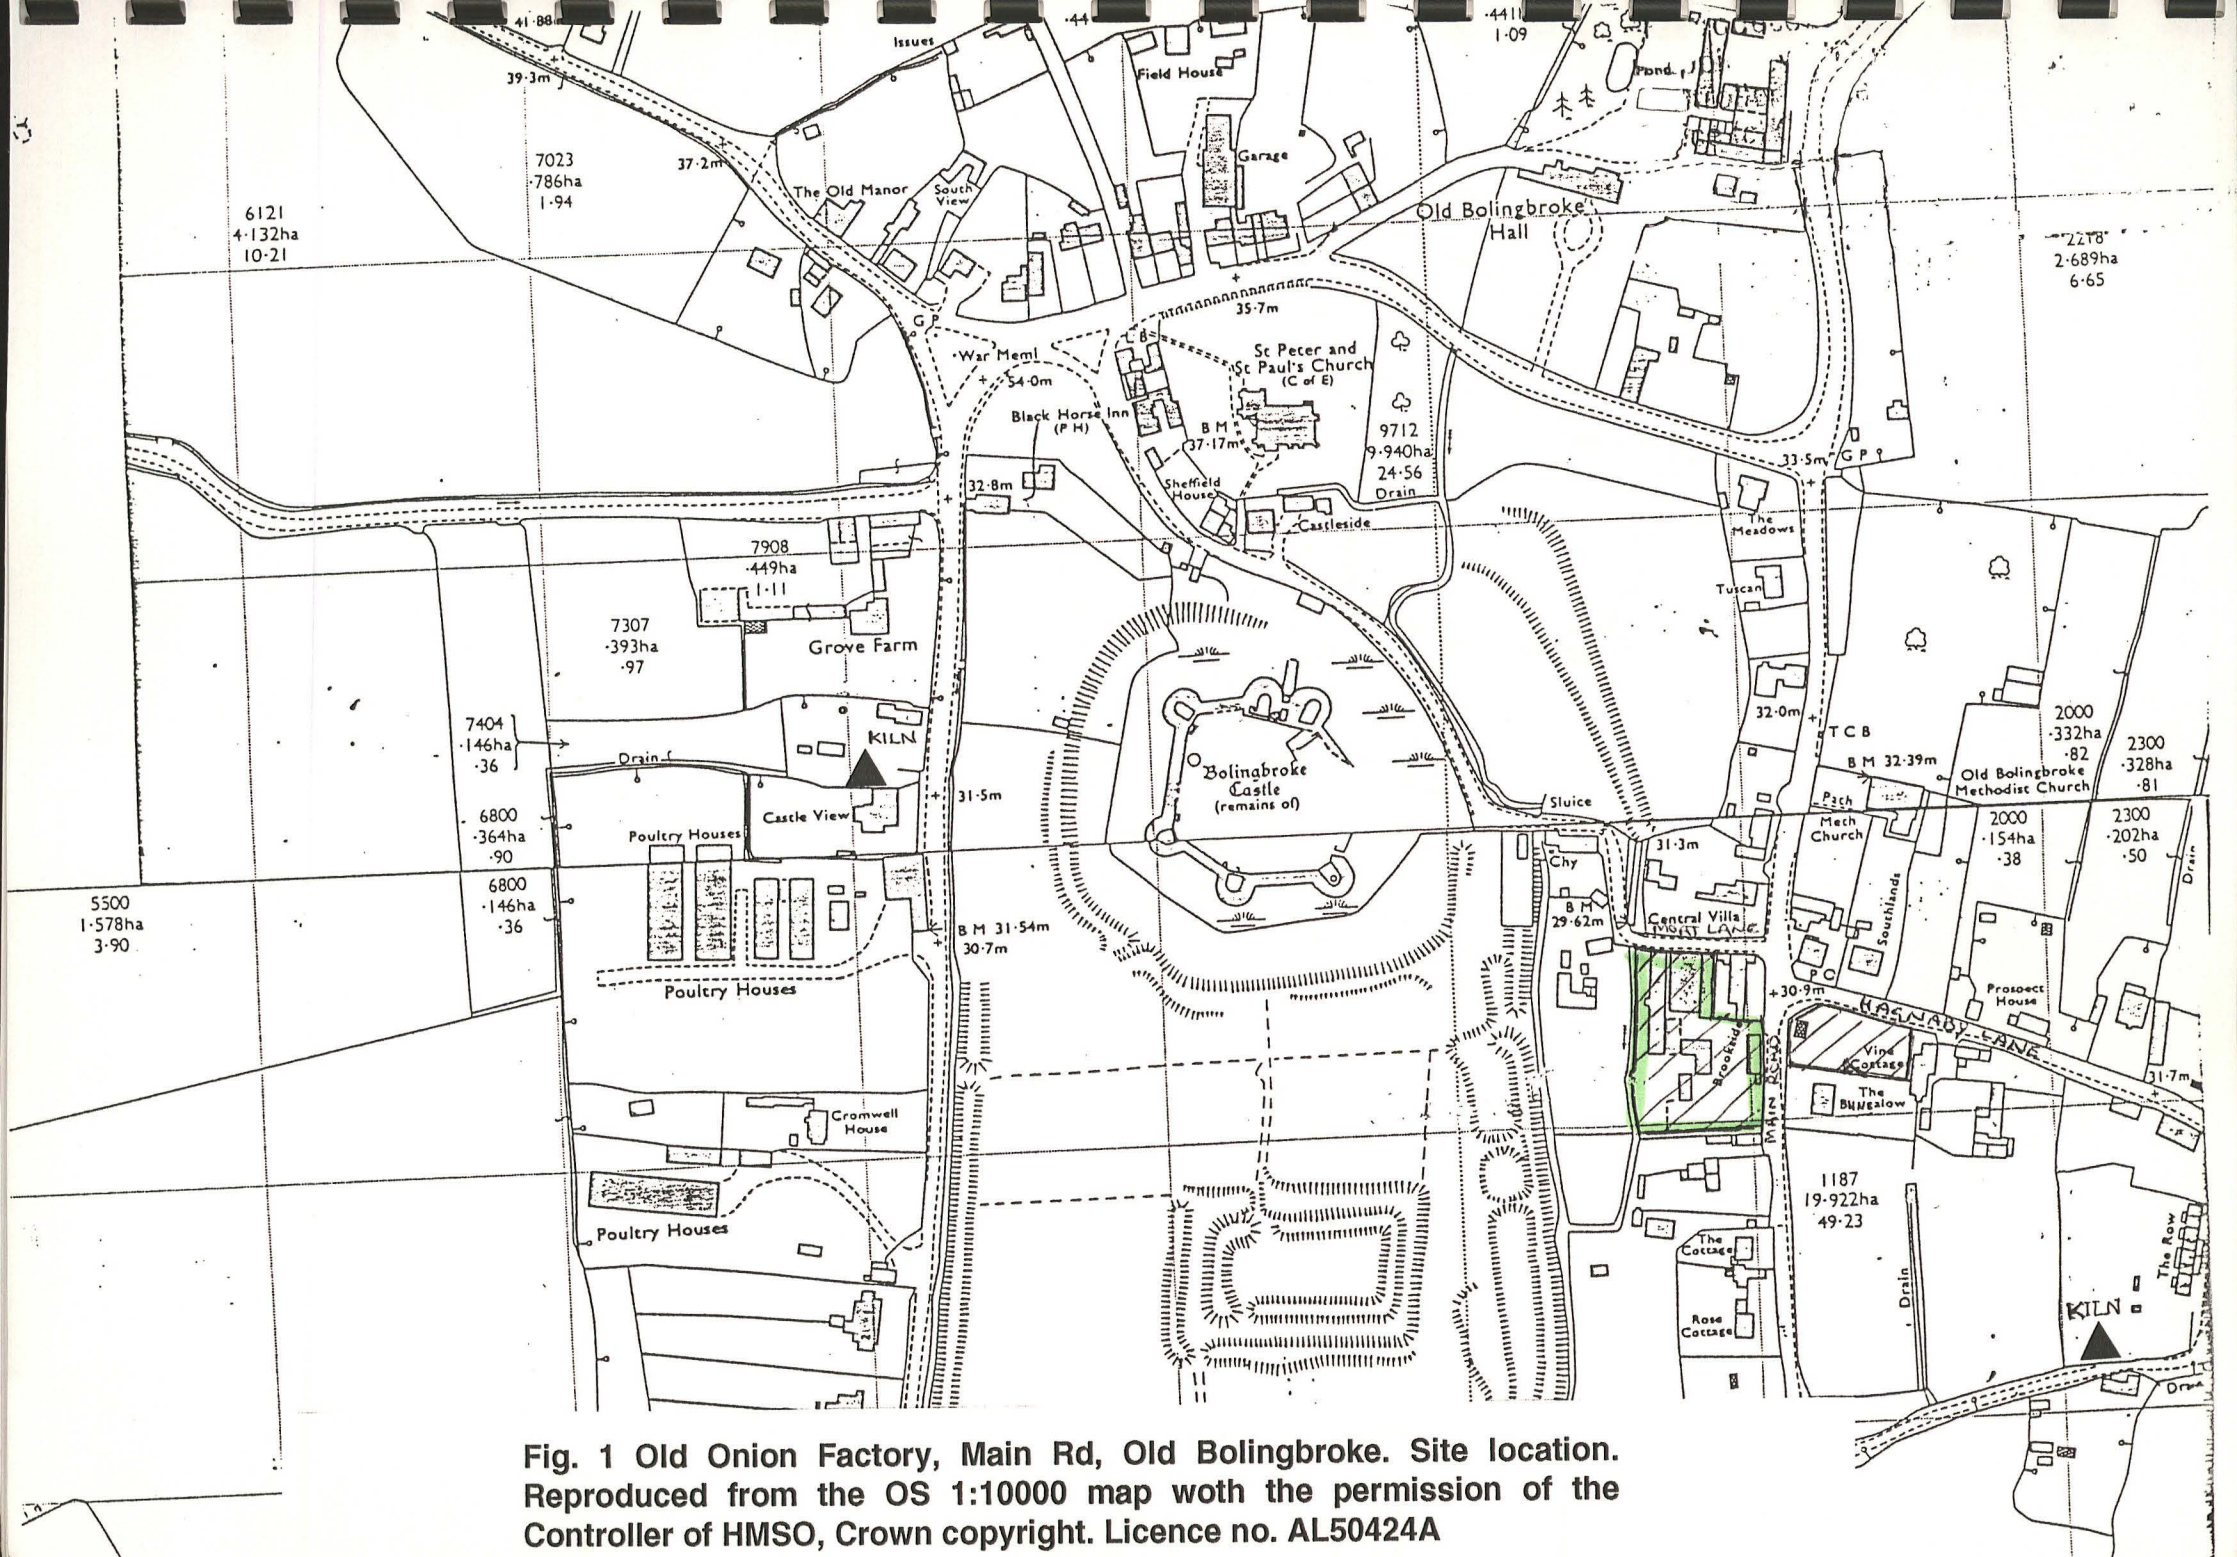 41·88
·44
·4411
1·09
Issues
39·3m
Field House
Pond
7023
·786ha
1·94
37·2m
Garage
The Old Manor
South
View
6121
4·132ha
10·21
Old Bolingbroke
Hall
2218
2·689ha
6·65
G P
35·7m
L B
War Meml
54·0m
St Peter and
St Paul's Church
(C of E)
Black Horse Inn
(P H)
B M
37·17m
9712
9·940ha
24·56
Drain
33·5m
G P
32·8m
Sheffield
House
Castleside
The
Meadows
7908
·449ha
1·11
Tuscan
7307
·393ha
·97
Grove Farm
7404
·146ha
·36
KILN
Drain
32·0m
T C B
2000
·332ha
·82
2300
·328ha
·81
B M 32·39m
Old Bolingbroke
Methodist Church
Bolingbroke
Castle
(remains of)
31·5m
Sluice
Path
Meth
Church
6800
·364ha
·90
Castle View
Poultry Houses
2000
·154ha
·38
2300
·202ha
·50
Drain
31·3m
Chy
6800
·146ha
·36
5500
1·578ha
3·90
B M
29·62m
Central Villa
MOAT LANE
Southlands
B M 31·54m
30·7m
Poultry Houses
P C
30·9m
Prospect
House
HAGNABY LANE
Brookside
MAIN ROAD
Vine
Cottage
The
Bungalow
31·7m
Cromwell
House
1187
19·922ha
49·23
Poultry Houses
The
Cottage
The Row
Drain
Rose
Cottage
KILN
Drain
Fig. 1 Old Onion Factory, Main Rd, Old Bolingbroke. Site location.
Reproduced from the OS 1:10000 map woth the permission of the
Controller of HMSO, Crown copyright. Licence no. AL50424A